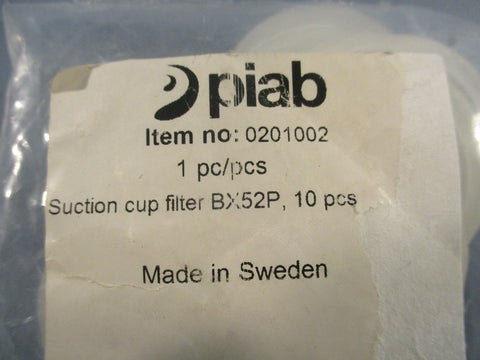 piab
Item no: 0201002
1 pc/pcs
Suction cup filter BX52P, 10 pcs
Made in Sweden